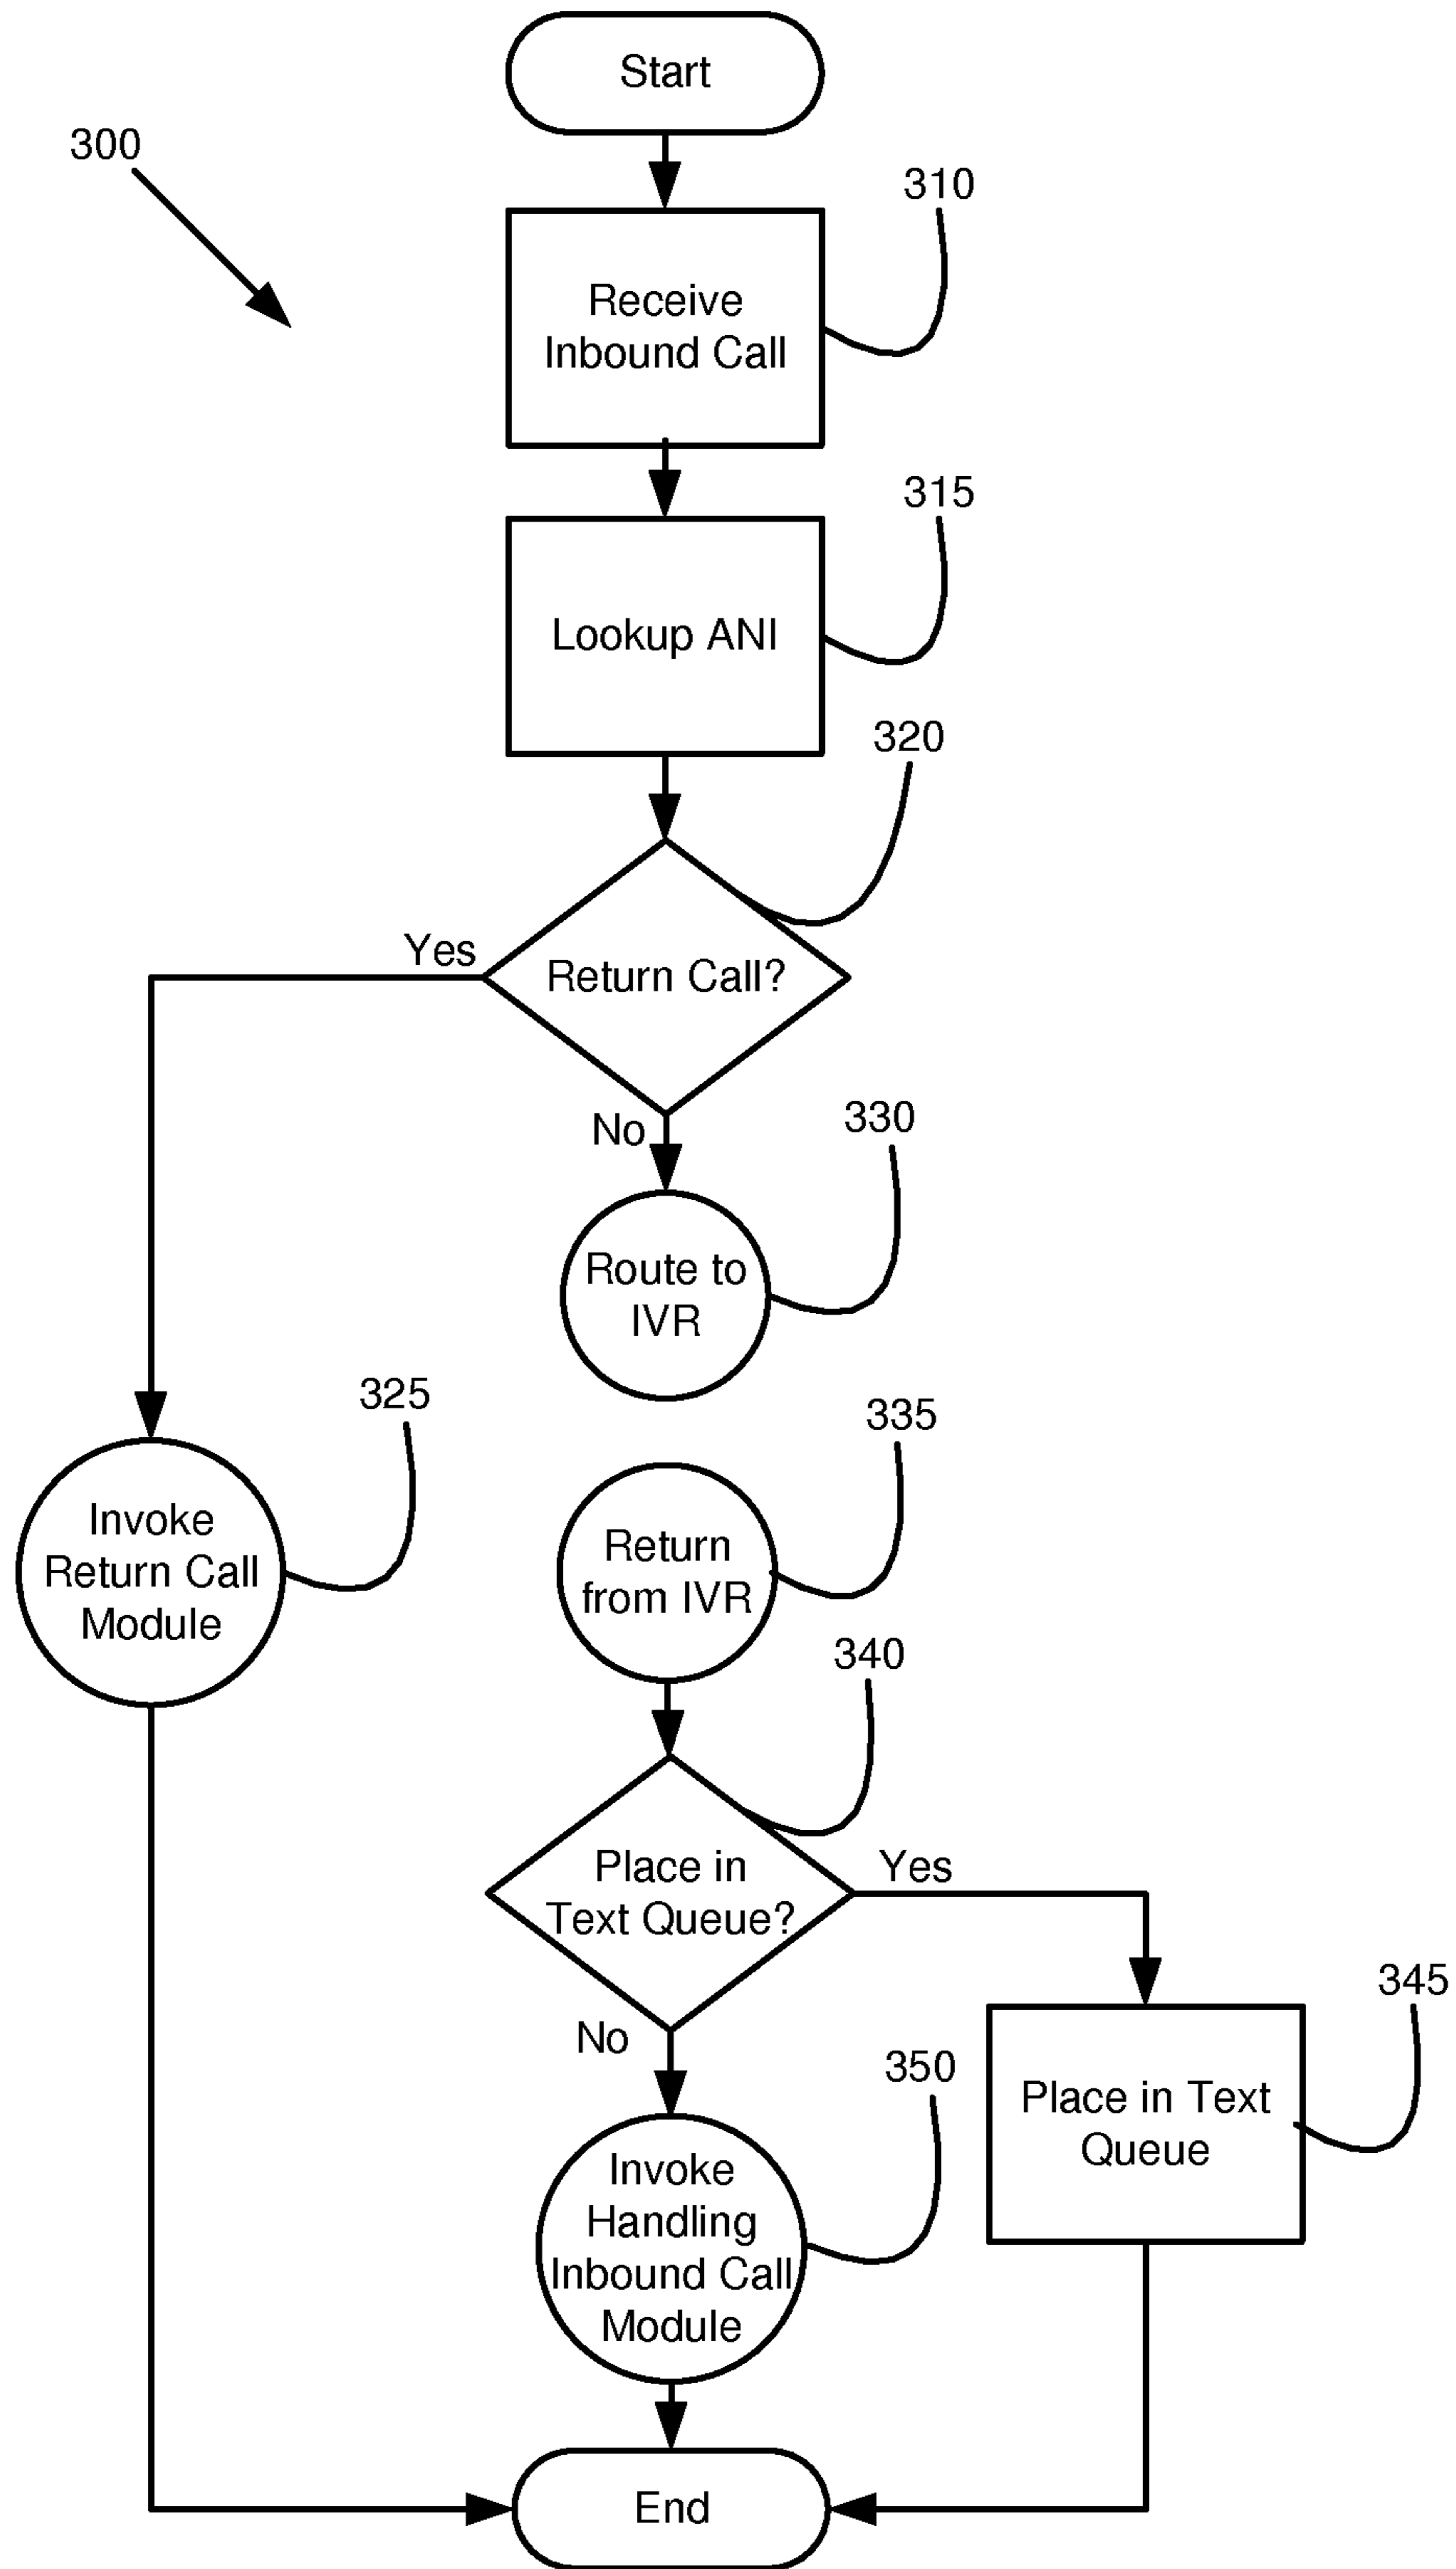 Start
300
310
Receive
Inbound Call
315
Lookup ANI
320
Yes
Return Call?
No
330
Route to
IVR
325
335
Invoke
Return Call
Module
Return
from IVR
340
Place in
Text Queue?
Yes
345
No
350
Place in Text
Queue
Invoke
Handling
Inbound Call
Module
End